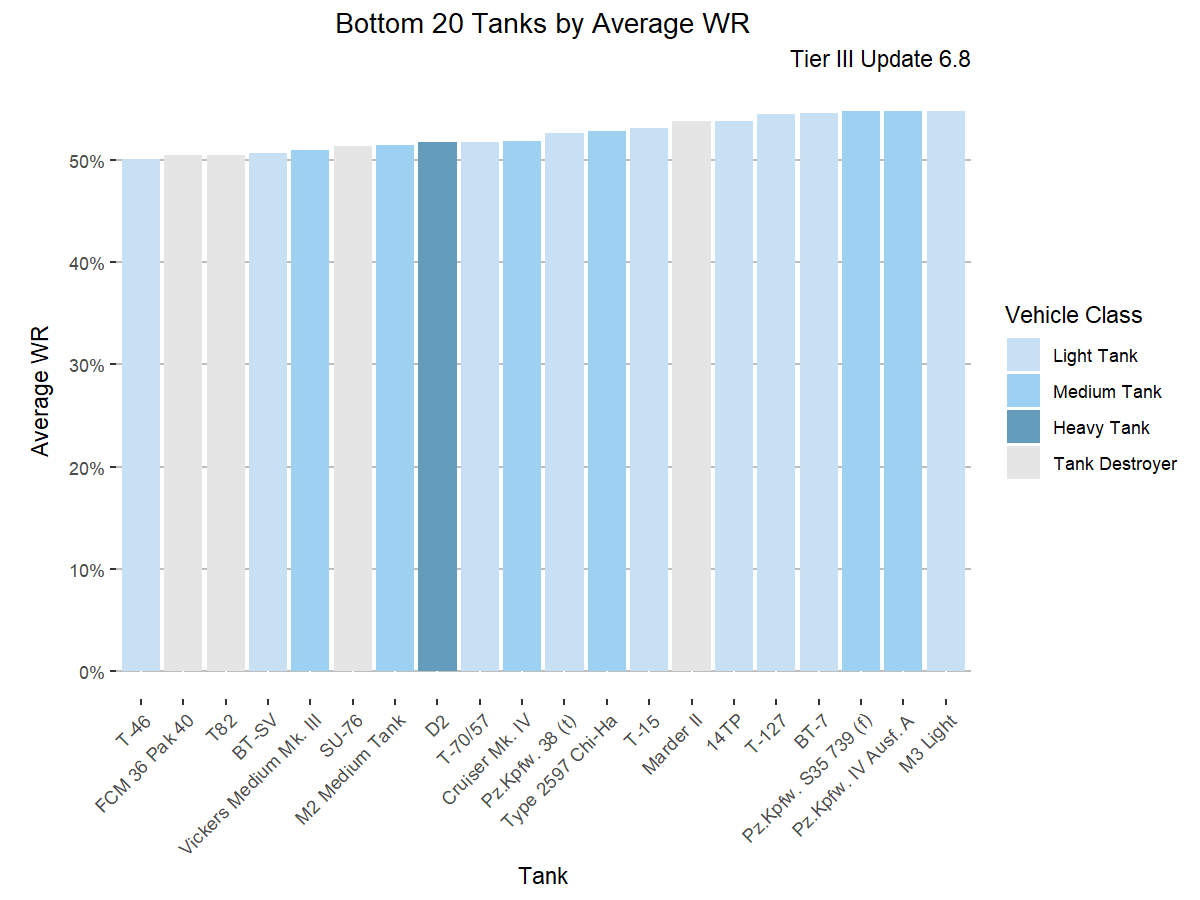 Bottom 20 Tanks by Average WR
Tier III Update 6.8
Average WR
50%
40%
30%
20%
10%
0%
T-46
FCM 36 Pak 40
T82
BT-SV
Vickers Medium Mk. III
SU-76
M2 Medium Tank
D2
T-70/57
Cruiser Mk. IV
Pz.Kpfw. 38 (t)
Type 2597 Chi-Ha
T-15
Marder II
14TP
T-127
BT-7
Pz.Kpfw. S35 739 (f)
Pz.Kpfw. IV Ausf. A
M3 Light
Tank
Vehicle Class
Light Tank
Medium Tank
Heavy Tank
Tank Destroyer